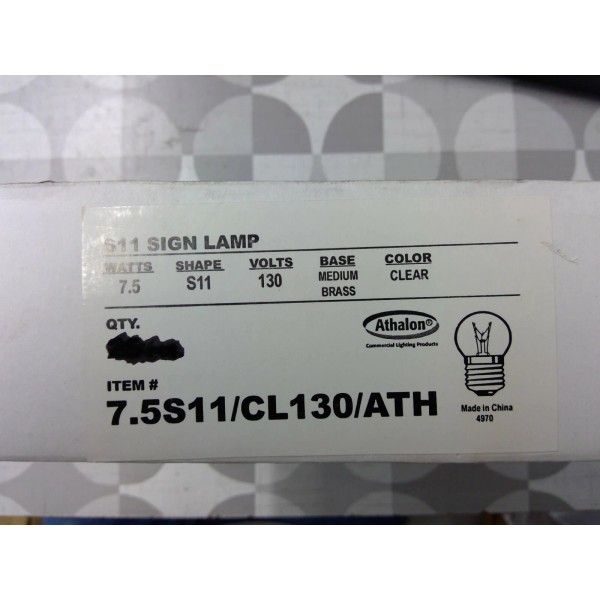 S11 SIGN LAMP
WATTS SHAPE VOLTS BASE COLOR
7.5 S11 130 MEDIUM BRASS CLEAR
QTY.
Athalon®
Commercial Lighting Products
ITEM #
7.5S11/CL130/ATH
Made in China
4970